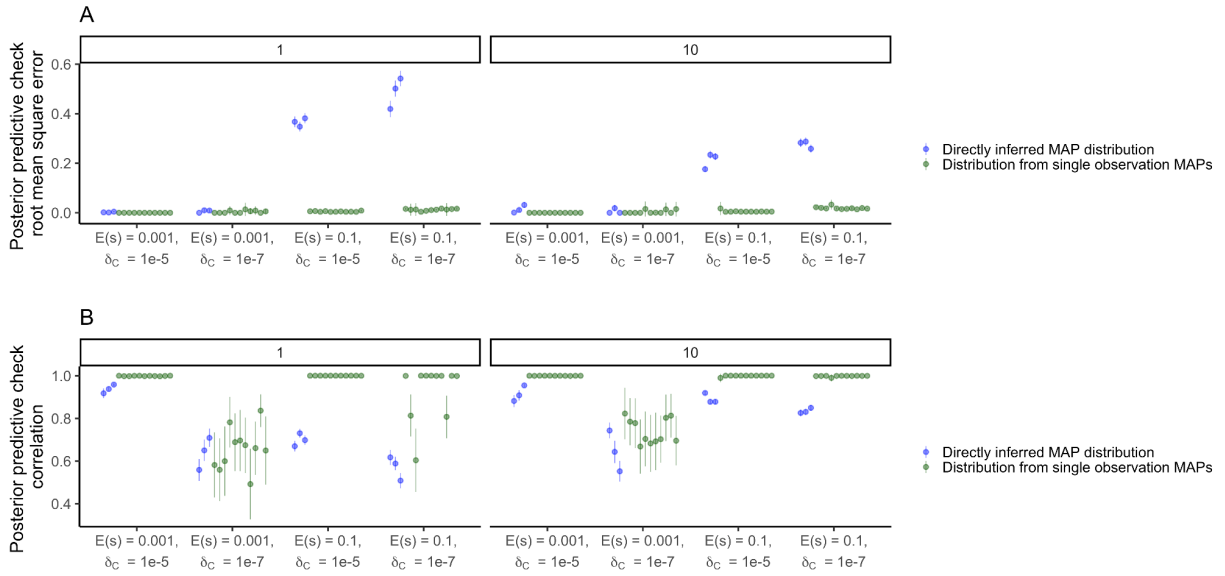 A
Posterior predictive check
root mean square error
1
10
0.6
0.4
0.2
0.0
E(s) = 0.001,
δC = 1e-5
E(s) = 0.001,
δC = 1e-7
E(s) = 0.1,
δC = 1e-5
E(s) = 0.1,
δC = 1e-7
E(s) = 0.001,
δC = 1e-5
E(s) = 0.001,
δC = 1e-7
E(s) = 0.1,
δC = 1e-5
E(s) = 0.1,
δC = 1e-7
Directly inferred MAP distribution
Distribution from single observation MAPs
B
Posterior predictive check
correlation
1
10
1.0
0.8
0.6
0.4
E(s) = 0.001,
δC = 1e-5
E(s) = 0.001,
δC = 1e-7
E(s) = 0.1,
δC = 1e-5
E(s) = 0.1,
δC = 1e-7
E(s) = 0.001,
δC = 1e-5
E(s) = 0.001,
δC = 1e-7
E(s) = 0.1,
δC = 1e-5
E(s) = 0.1,
δC = 1e-7
Directly inferred MAP distribution
Distribution from single observation MAPs